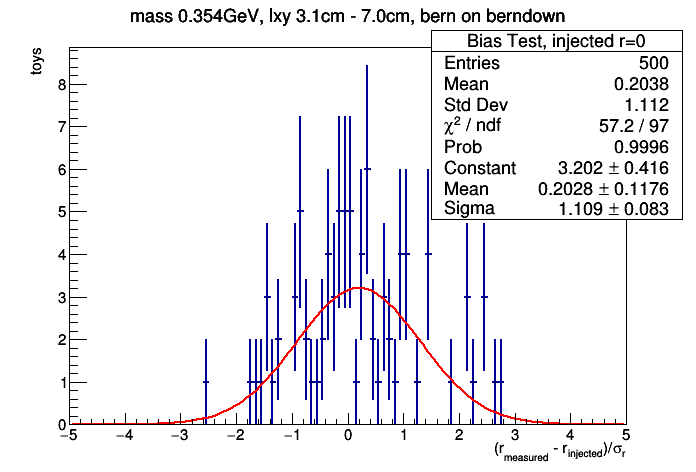 mass 0.354GeV, lxy 3.1cm - 7.0cm, bern on berndown
Bias Test, injected r=0
Entries 500
Mean 0.2038
Std Dev 1.112
χ² / ndf 57.2 / 97
Prob 0.9996
Constant 3.202 ± 0.416
Mean 0.2028 ± 0.1176
Sigma 1.109 ± 0.083
toys
8
7
6
5
4
3
2
1
0
−5 −4 −3 −2 −1 0 1 2 3 4 5
(r_measured - r_injected)/σ_r